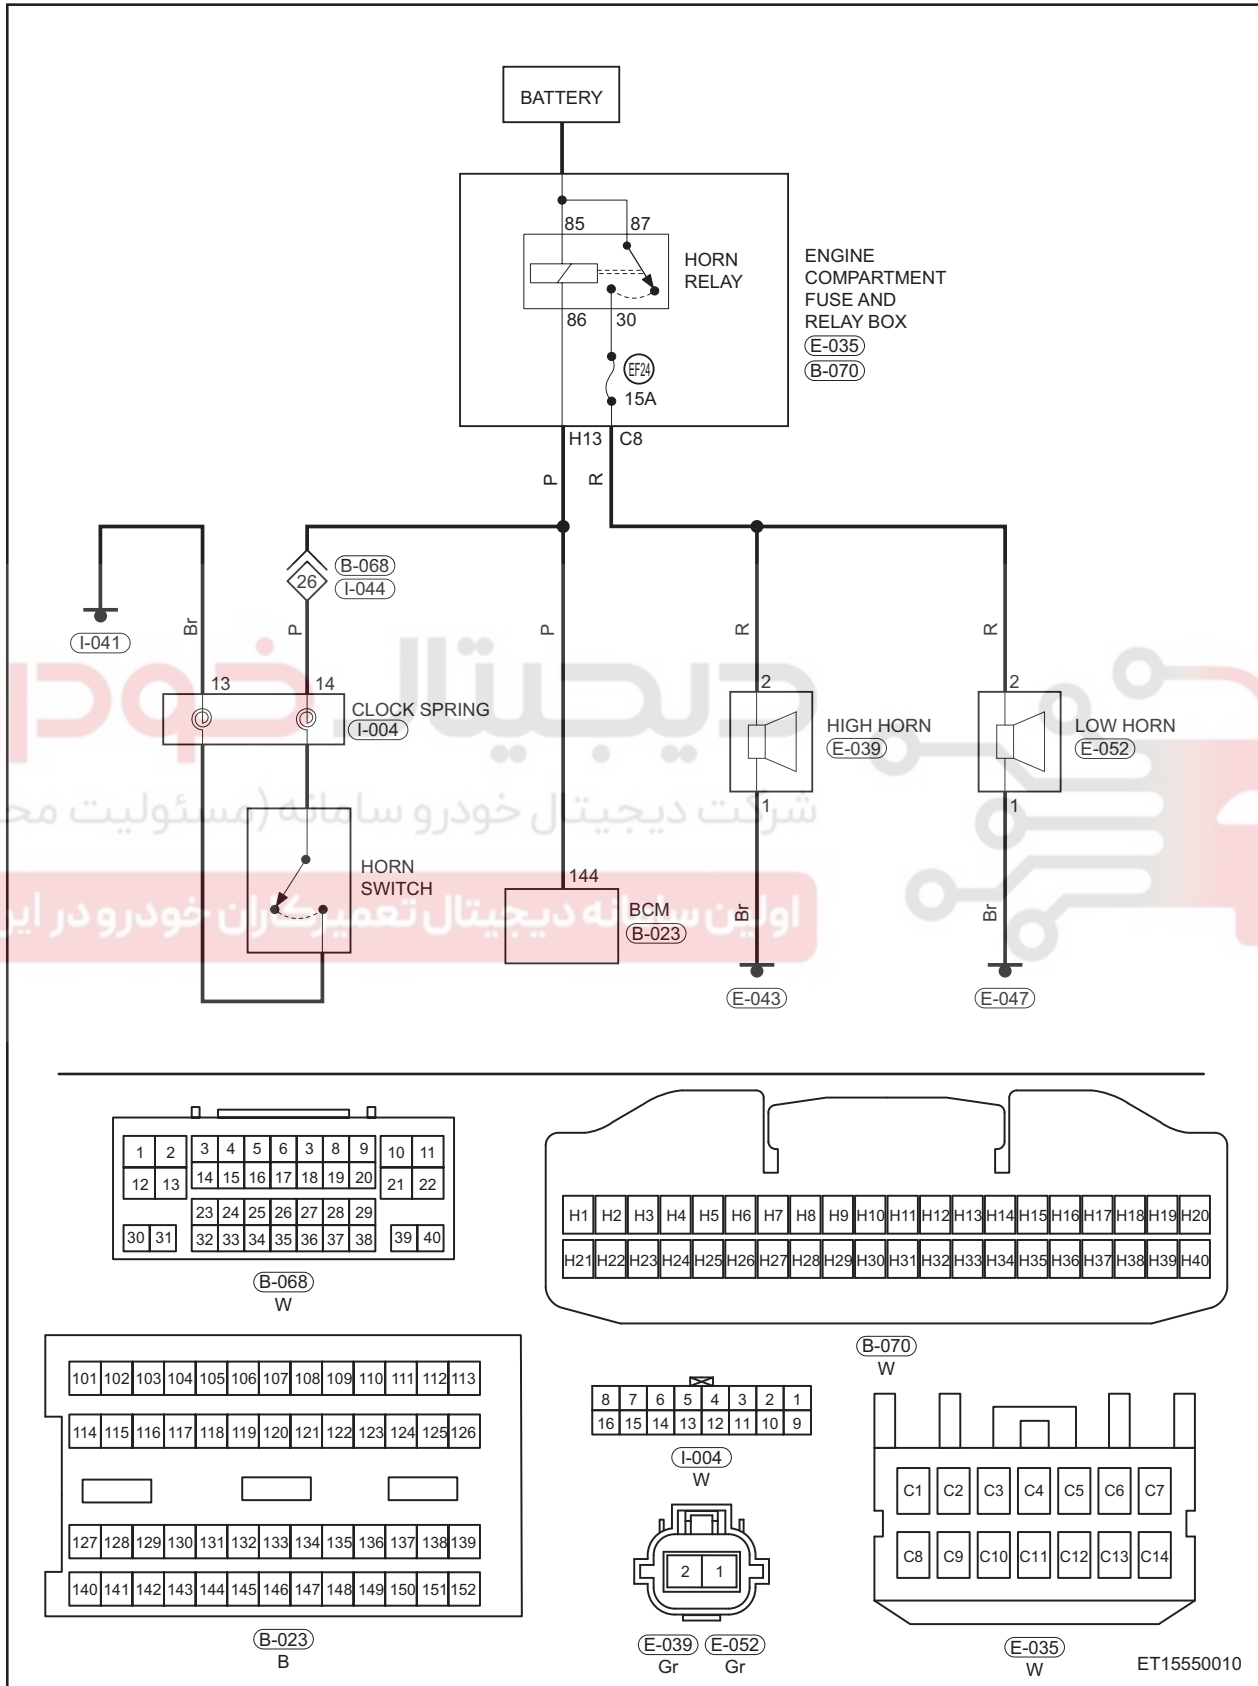 BATTERY
85
87
HORN
RELAY
86
30
EF24
15A
ENGINE
COMPARTMENT
FUSE AND
RELAY BOX
E-035
B-070
H13
C8
P
R
B-068
26
I-044
I-041
Br
P
P
R
R
13
14
CLOCK SPRING
I-004
2
HIGH HORN
E-039
1
2
LOW HORN
E-052
1
دیجیتال خودر
شرکت دیجیتال خودرو سامانه (مسئولیت مح
HORN
SWITCH
144
BCM
B-023
اولین سامانه دیجیتال تعمیرکاران خودرو در ایر
Br
Br
E-043
E-047
1 2 3 4 5 6 3 8 9 10 11
12 13 14 15 16 17 18 19 20 21 22
23 24 25 26 27 28 29
30 31 32 33 34 35 36 37 38 39 40
B-068
W
H1 H2 H3 H4 H5 H6 H7 H8 H9 H10 H11 H12 H13 H14 H15 H16 H17 H18 H19 H20
H21 H22 H23 H24 H25 H26 H27 H28 H29 H30 H31 H32 H33 H34 H35 H36 H37 H38 H39 H40
B-070
W
101 102 103 104 105 106 107 108 109 110 111 112 113
114 115 116 117 118 119 120 121 122 123 124 125 126
127 128 129 130 131 132 133 134 135 136 137 138 139
140 141 142 143 144 145 146 147 148 149 150 151 152
B-023
B
8 7 6 5 4 3 2 1
16 15 14 13 12 11 10 9
I-004
W
2 1
E-039 E-052
Gr Gr
C1 C2 C3 C4 C5 C6 C7
C8 C9 C10 C11 C12 C13 C14
E-035
W
ET15550010